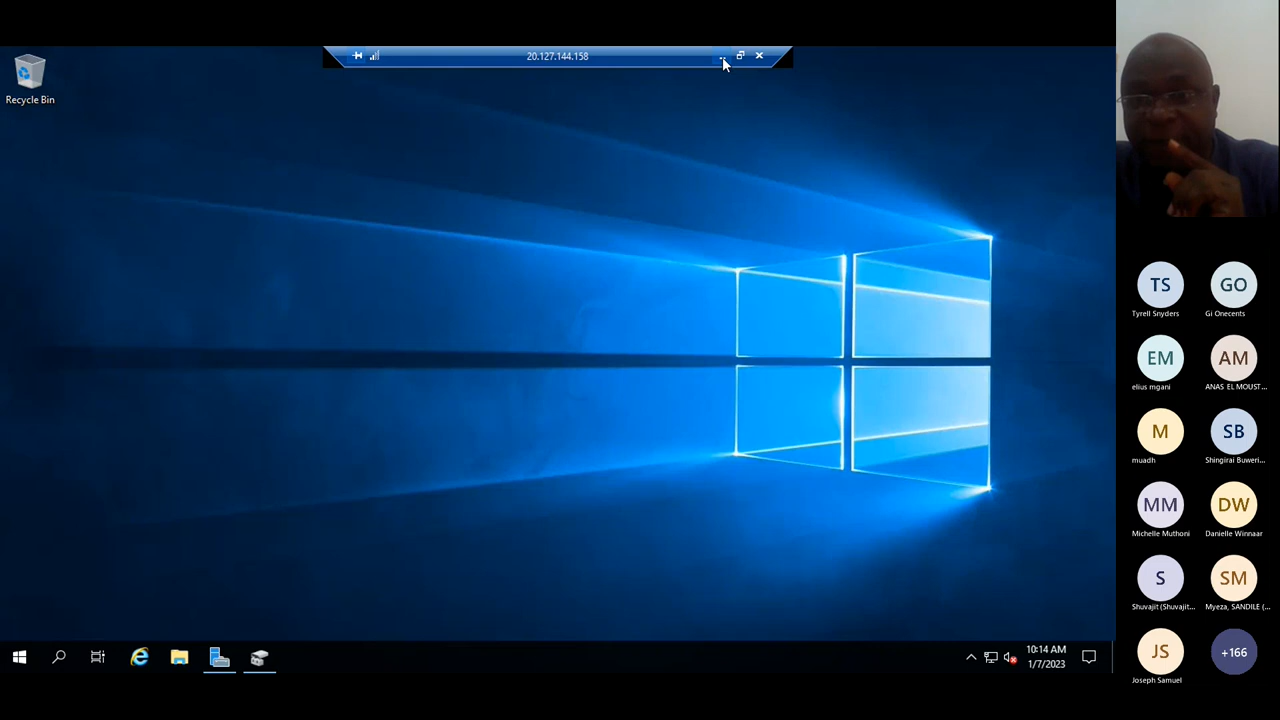 20.127.144.158
Recycle Bin
TS
GO
Tyrell Snyders
Gi Onecents
EM
AM
elius mgani
ANAS EL MOUST...
M
SB
muadh
Shingirai Buweri...
MM
DW
Michelle Muthoni
Danielle Winnaar
S
SM
Shuvajit (Shuvajit...
Myeza, SANDILE (...
JS
+166
Joseph Samuel
10:14 AM
1/7/2023